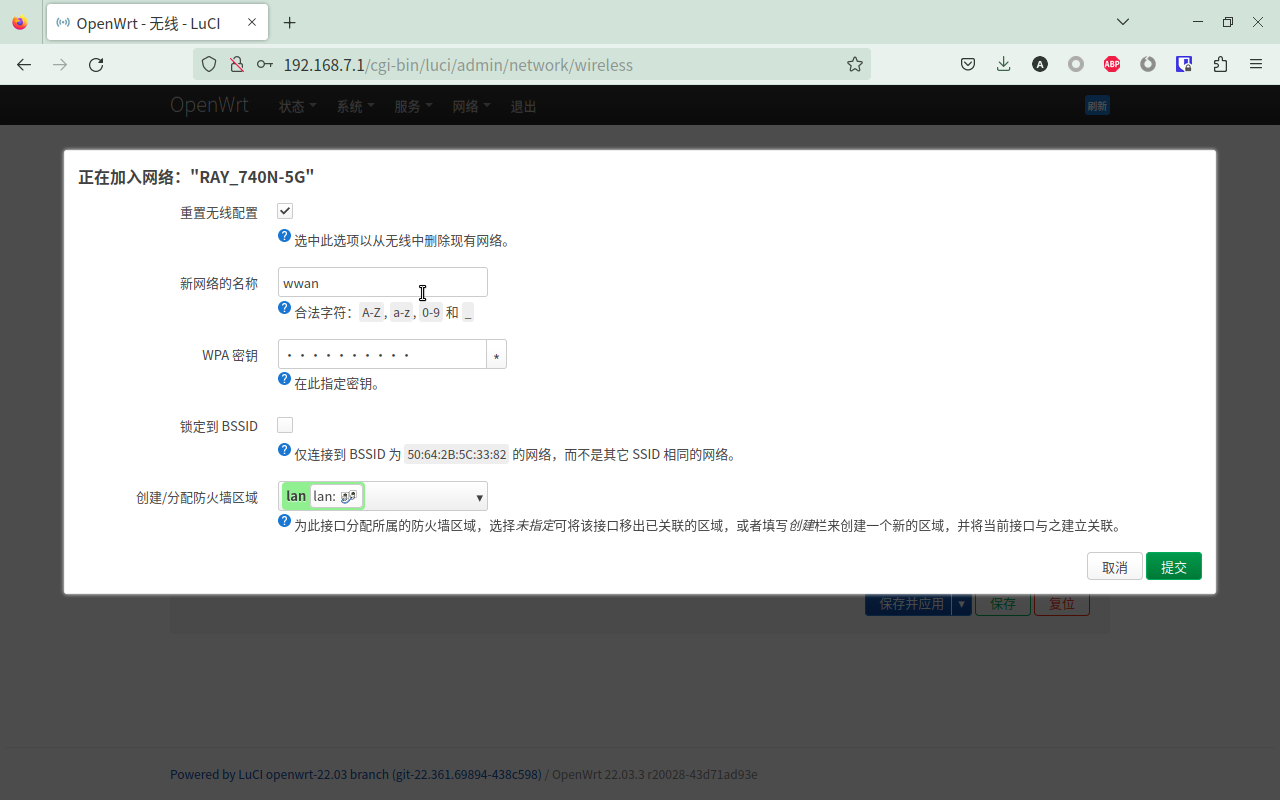 OpenWrt - 无线 - LuCI
192.168.7.1/cgi-bin/luci/admin/network/wireless
A
ABP
OpenWrt 状态 系统 服务 网络 退出 刷新
正在加入网络："RAY_740N-5G"
重置无线配置
选中此选项以从无线中删除现有网络。
新网络的名称 wwan
合法字符：A-Z, a-z, 0-9 和 _
WPA 密钥 • • • • • • • • • • *
在此指定密钥。
锁定到 BSSID
仅连接到 BSSID 为 50:64:2B:5C:33:82 的网络，而不是其它 SSID 相同的网络。
创建/分配防火墙区域 lan lan:
为此接口分配所属的防火墙区域，选择未指定可将该接口移出已关联的区域，或者填写创建栏来创建一个新的区域，并将当前接口与之建立关联。
取消 提交
保存并应用 保存 复位
Powered by LuCI openwrt-22.03 branch (git-22.361.69894-438c598) / OpenWrt 22.03.3 r20028-43d71ad93e